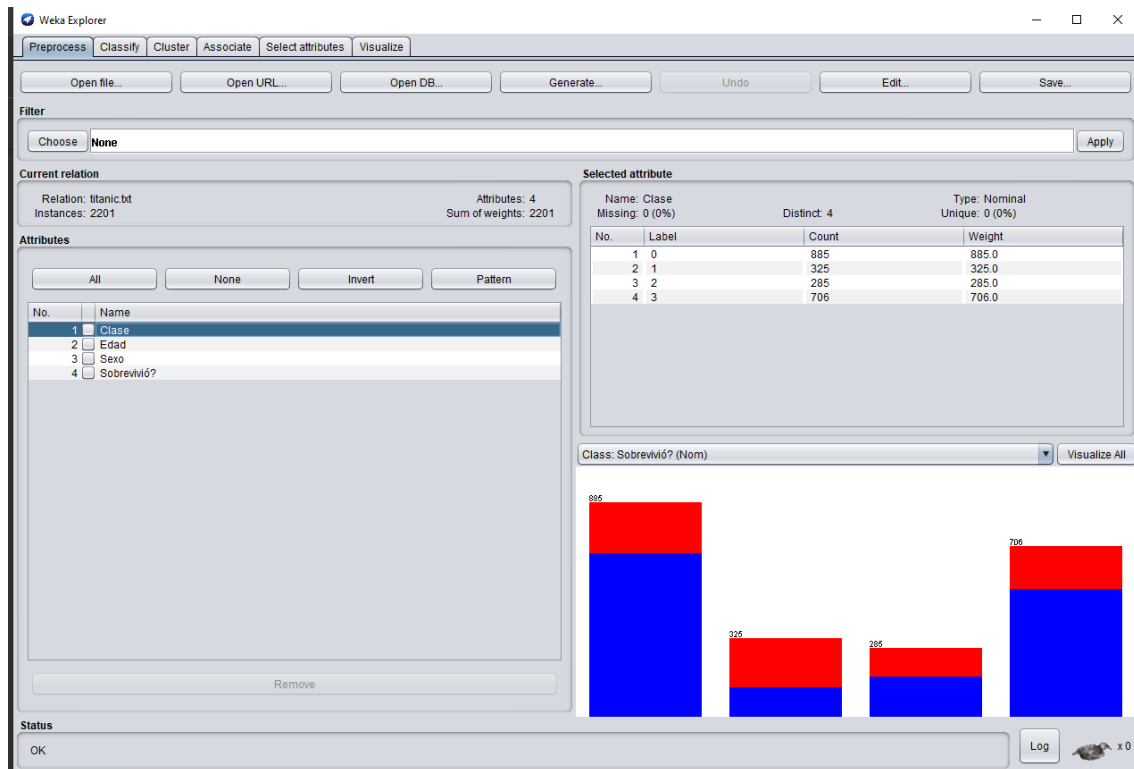 Weka Explorer
Preprocess Classify Cluster Associate Select attributes Visualize
Open file... Open URL... Open DB... Generate... Undo Edit... Save...
Filter
Choose None Apply
Current relation
Relation: titanic.txt Attributes: 4
Instances: 2201 Sum of weights: 2201
Attributes
All None Invert Pattern
No. Name
1 Clase
2 Edad
3 Sexo
4 Sobrevivió?
Remove
Selected attribute
Name: Clase Type: Nominal
Missing: 0 (0%) Distinct: 4 Unique: 0 (0%)
No. Label Count Weight
1 0 885 885.0
2 1 325 325.0
3 2 285 285.0
4 3 706 706.0
Class: Sobrevivió? (Nom) Visualize All
885
706
325
285
Status
OK Log x 0